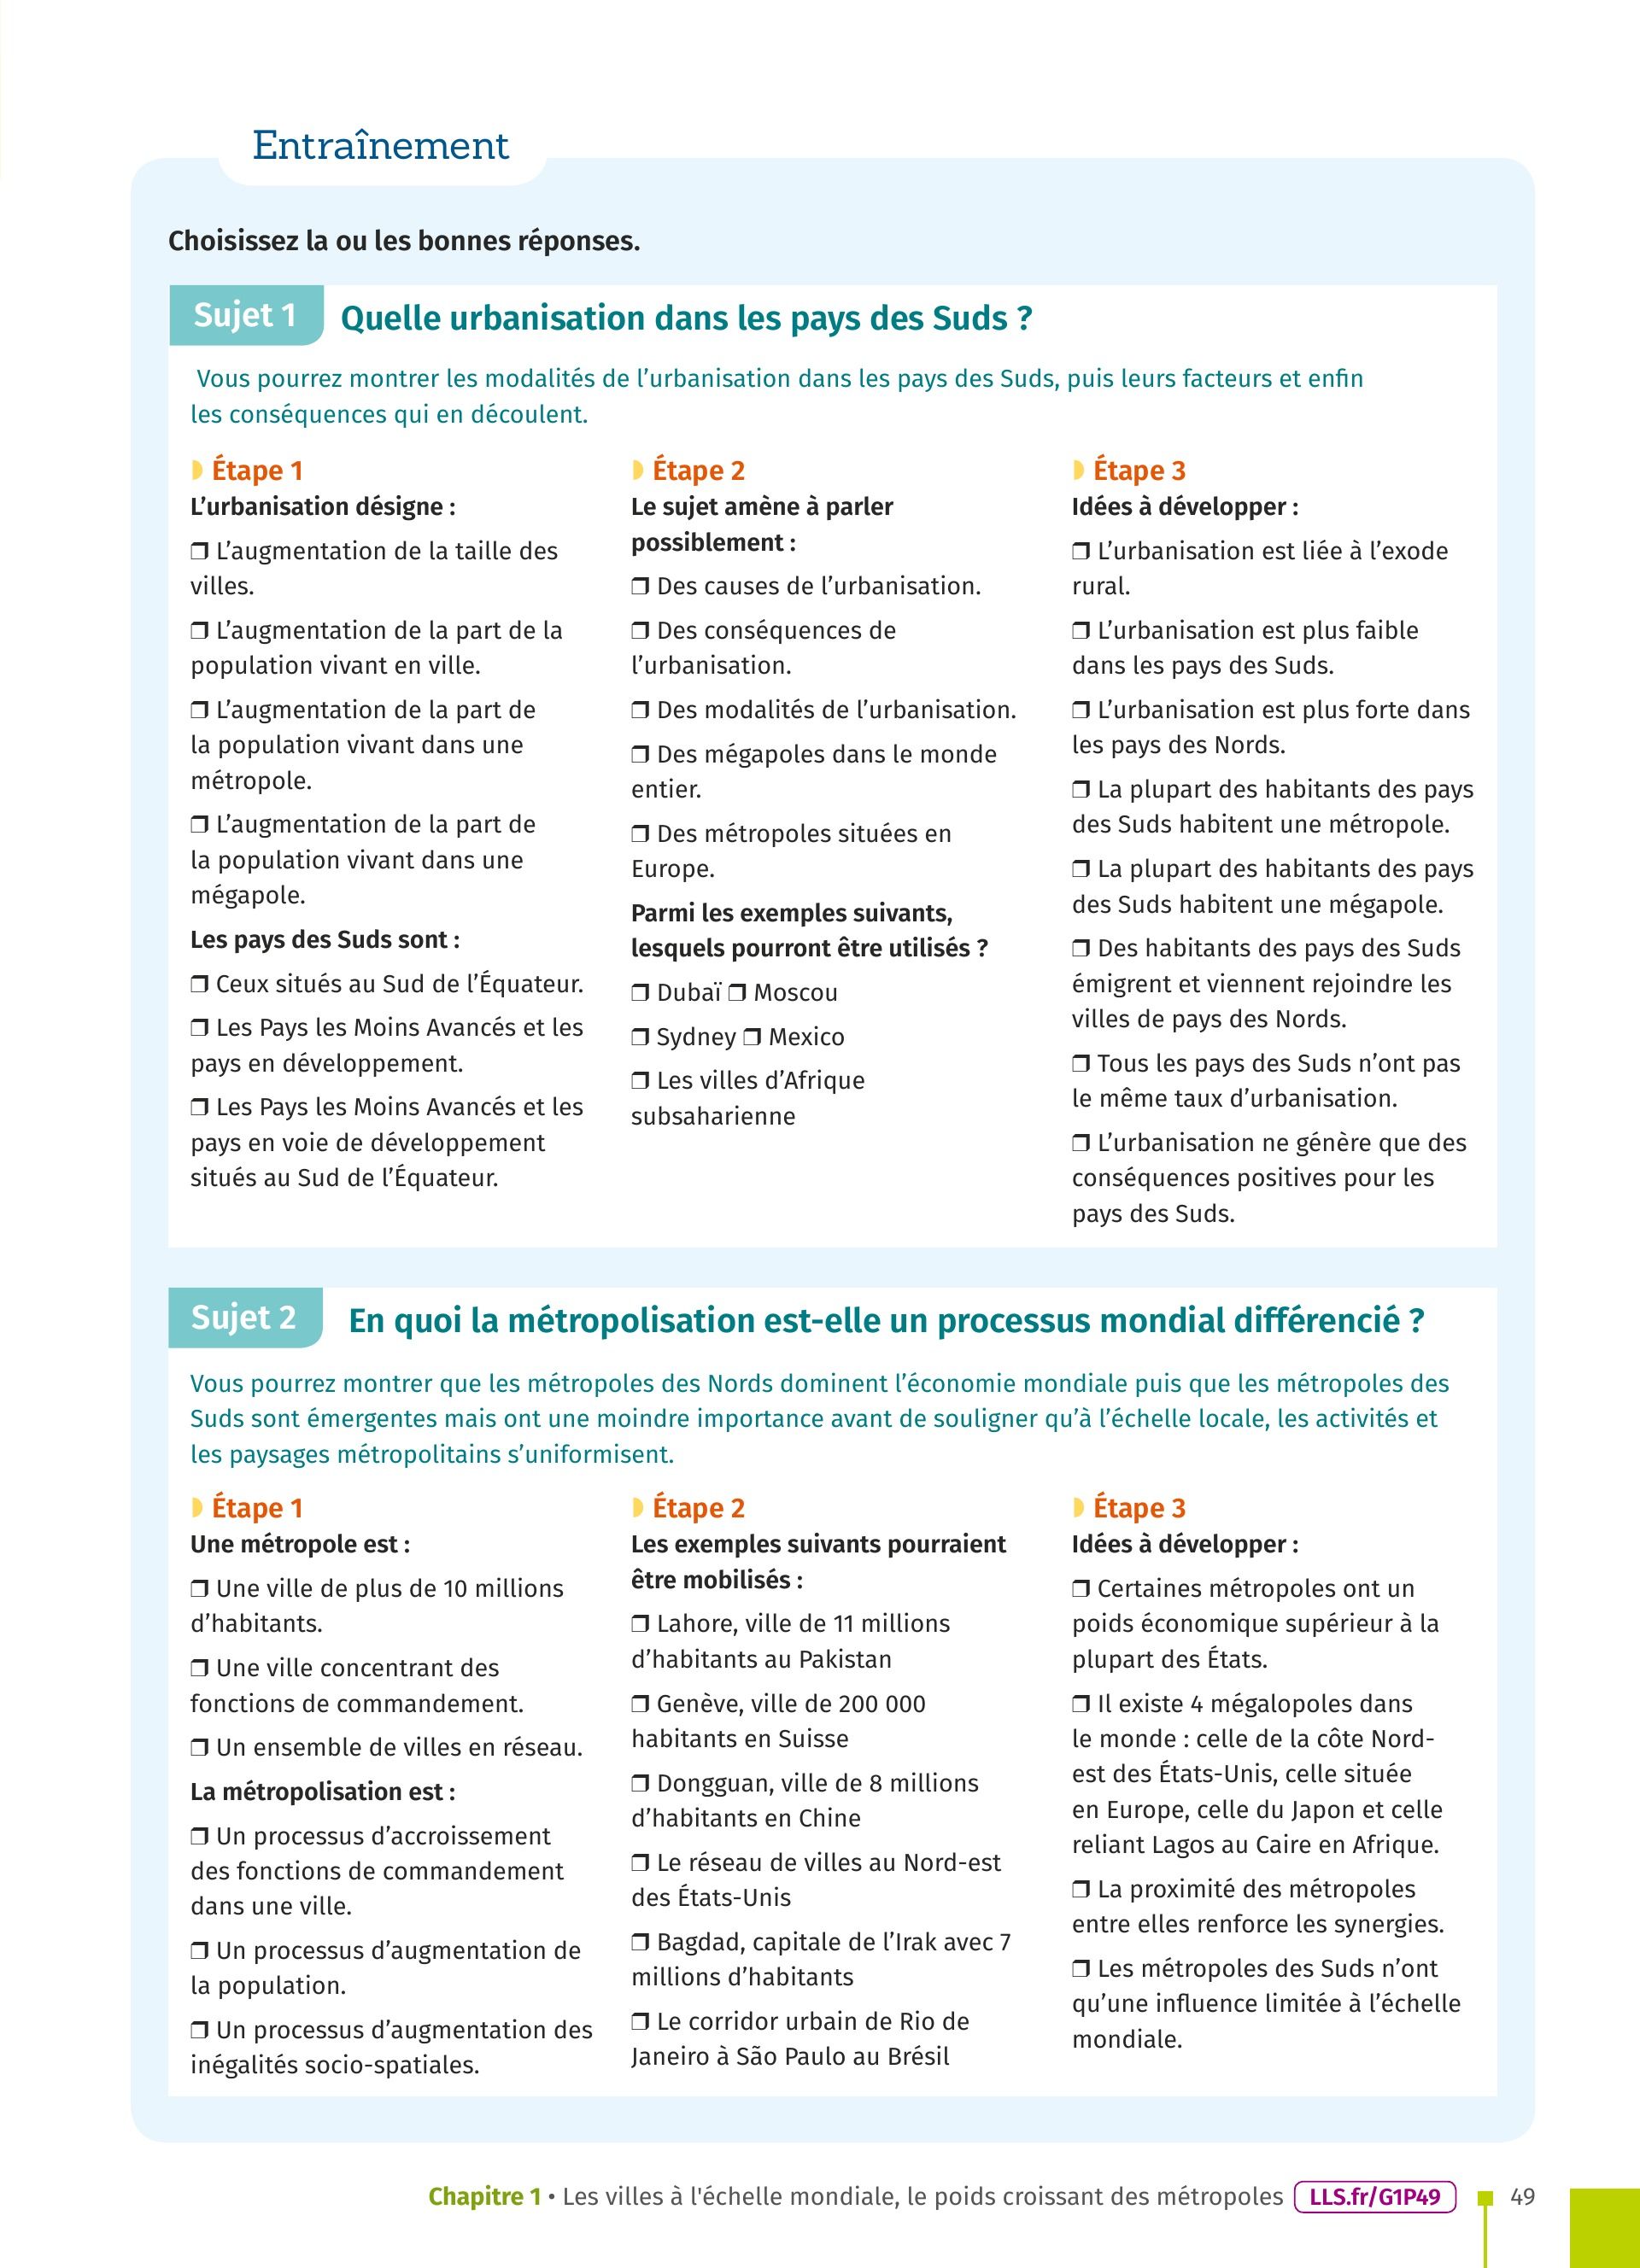 Entraînement
Choisissez la ou les bonnes réponses.
Sujet 1
Quelle urbanisation dans les pays des Suds ?
Vous pourrez montrer les modalités de l’urbanisation dans les pays des Suds, puis leurs facteurs et enfin
les conséquences qui en découlent.
Étape 1
L’urbanisation désigne :
❒ L’augmentation de la taille des
villes.
❒ L’augmentation de la part de la
population vivant en ville.
❒ L’augmentation de la part de
la population vivant dans une
métropole.
❒ L’augmentation de la part de
la population vivant dans une
mégapole.
Les pays des Suds sont :
❒ Ceux situés au Sud de l’Équateur.
❒ Les Pays les Moins Avancés et les
pays en développement.
❒ Les Pays les Moins Avancés et les
pays en voie de développement
situés au Sud de l’Équateur.
Étape 2
Le sujet amène à parler
possiblement :
❒ Des causes de l’urbanisation.
❒ Des conséquences de
l’urbanisation.
❒ Des modalités de l’urbanisation.
❒ Des mégapoles dans le monde
entier.
❒ Des métropoles situées en
Europe.
Parmi les exemples suivants,
lesquels pourront être utilisés ?
❒ Dubaï ❒ Moscou
❒ Sydney ❒ Mexico
❒ Les villes d’Afrique
subsaharienne
Étape 3
Idées à développer :
❒ L’urbanisation est liée à l’exode
rural.
❒ L’urbanisation est plus faible
dans les pays des Suds.
❒ L’urbanisation est plus forte dans
les pays des Nords.
❒ La plupart des habitants des pays
des Suds habitent une métropole.
❒ La plupart des habitants des pays
des Suds habitent une mégapole.
❒ Des habitants des pays des Suds
émigrent et viennent rejoindre les
villes de pays des Nords.
❒ Tous les pays des Suds n’ont pas
le même taux d’urbanisation.
❒ L’urbanisation ne génère que des
conséquences positives pour les
pays des Suds.
Sujet 2
En quoi la métropolisation est-elle un processus mondial différencié ?
Vous pourrez montrer que les métropoles des Nords dominent l’économie mondiale puis que les métropoles des
Suds sont émergentes mais ont une moindre importance avant de souligner qu’à l’échelle locale, les activités et
les paysages métropolitains s’uniformisent.
Étape 1
Une métropole est :
❒ Une ville de plus de 10 millions
d’habitants.
❒ Une ville concentrant des
fonctions de commandement.
❒ Un ensemble de villes en réseau.
La métropolisation est :
❒ Un processus d’accroissement
des fonctions de commandement
dans une ville.
❒ Un processus d’augmentation de
la population.
❒ Un processus d’augmentation des
inégalités socio-spatiales.
Étape 2
Les exemples suivants pourraient
être mobilisés :
❒ Lahore, ville de 11 millions
d’habitants au Pakistan
❒ Genève, ville de 200 000
habitants en Suisse
❒ Dongguan, ville de 8 millions
d’habitants en Chine
❒ Le réseau de villes au Nord-est
des États-Unis
❒ Bagdad, capitale de l’Irak avec 7
millions d’habitants
❒ Le corridor urbain de Rio de
Janeiro à São Paulo au Brésil
Étape 3
Idées à développer :
❒ Certaines métropoles ont un
poids économique supérieur à la
plupart des États.
❒ Il existe 4 mégalopoles dans
le monde : celle de la côte Nord-
est des États-Unis, celle située
en Europe, celle du Japon et celle
reliant Lagos au Caire en Afrique.
❒ La proximité des métropoles
entre elles renforce les synergies.
❒ Les métropoles des Suds n’ont
qu’une influence limitée à l’échelle
mondiale.
Chapitre 1 • Les villes à l'échelle mondiale, le poids croissant des métropoles LLS.fr/G1P49 49